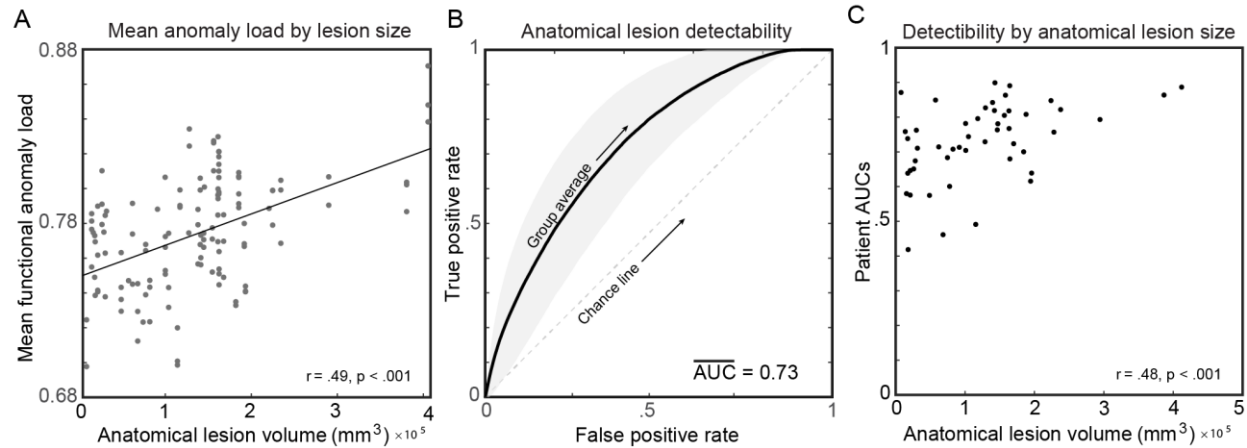 A
Mean anomaly load by lesion size
0.88
0.78
0.68
Mean functional anomaly load
r = .49, p < .001
0
1
2
3
4
Anatomical lesion volume (mm³) ×10⁵
B
Anatomical lesion detectability
1
.5
0
True positive rate
Group average
Chance line
AUC = 0.73
0
.5
1
False positive rate
C
Detectibility by anatomical lesion size
1
.5
0
Patient AUCs
r = .48, p < .001
0
1
2
3
4
5
Anatomical lesion volume (mm³) ×10⁵